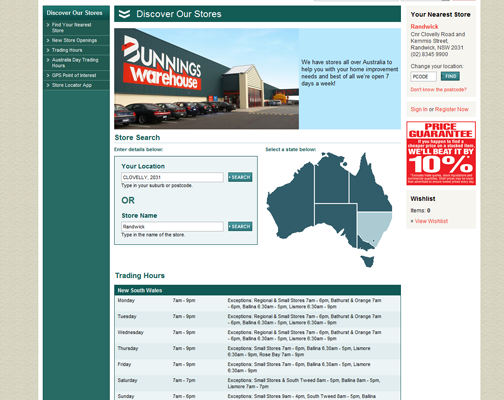 Discover Our Stores
Find Your Nearest
Store
New Store Openings
Trading Hours
Australia Day Trading
Hours
GPS Point of Interest
Store Locator App
Discover Our Stores
BUNNINGS
warehouse
We have stores all over Australia to
help you with your home improvement
needs and best of all we're open 7
days a week!
Store Search
Enter details below:
Your Location
CLOVELLY, 2031
SEARCH
Type in your suburb or postcode.
OR
Store Name
Randwick
SEARCH
Type in the name of the store.
Select a state below:
Trading Hours
New South Wales
Monday 7am - 9pm Exceptions: Regional & Small Stores 7am - 6pm, Bathurst & Orange 7am
- 6pm, Ballina 6:30am - 5pm, Lismore 6:30am - 9pm
Tuesday 7am - 9pm Exceptions: Regional & Small Stores 7am - 6pm, Bathurst & Orange 7am
- 6pm, Ballina 6:30am - 5pm, Lismore 6:30am - 9pm
Wednesday 7am - 9pm Exceptions: Regional & Small Stores 7am - 6pm, Bathurst & Orange 7am
- 6pm, Ballina 6:30am - 5pm, Lismore 6:30am - 9pm
Thursday 7am - 9pm Exceptions: Small Stores 7am - 6pm, Ballina 6:30am - 5pm, Lismore
6:30am - 9pm, Rose Bay 7am - 9pm
Friday 7am - 9pm Exceptions: Small Stores 7am - 6pm, Ballina 6:30am - 5pm, Lismore
6:30am - 9pm
Saturday 7am - 7pm Exceptions: Small Stores & South Tweed 8am - 5pm, Ballina 8am - 5pm,
Lismore 7am - 7pm
Sunday 8am - 6pm Exceptions: Small Stores 9am - 4pm, South Tweed 8am - 5pm, Ballina
Your Nearest Store
Randwick
Cnr Clovelly Road and
Kemmis Street,
Randwick, NSW 2031
(02) 8345 9900
Change your location:
PCODE
FIND
Don't know the postcode?
Sign in or Register Now
PRICE
GUARANTEE
If you happen to find a
cheaper price on a stocked item,
WE'LL BEAT IT BY
10%
Wishlist
Items: 0
View Wishlist